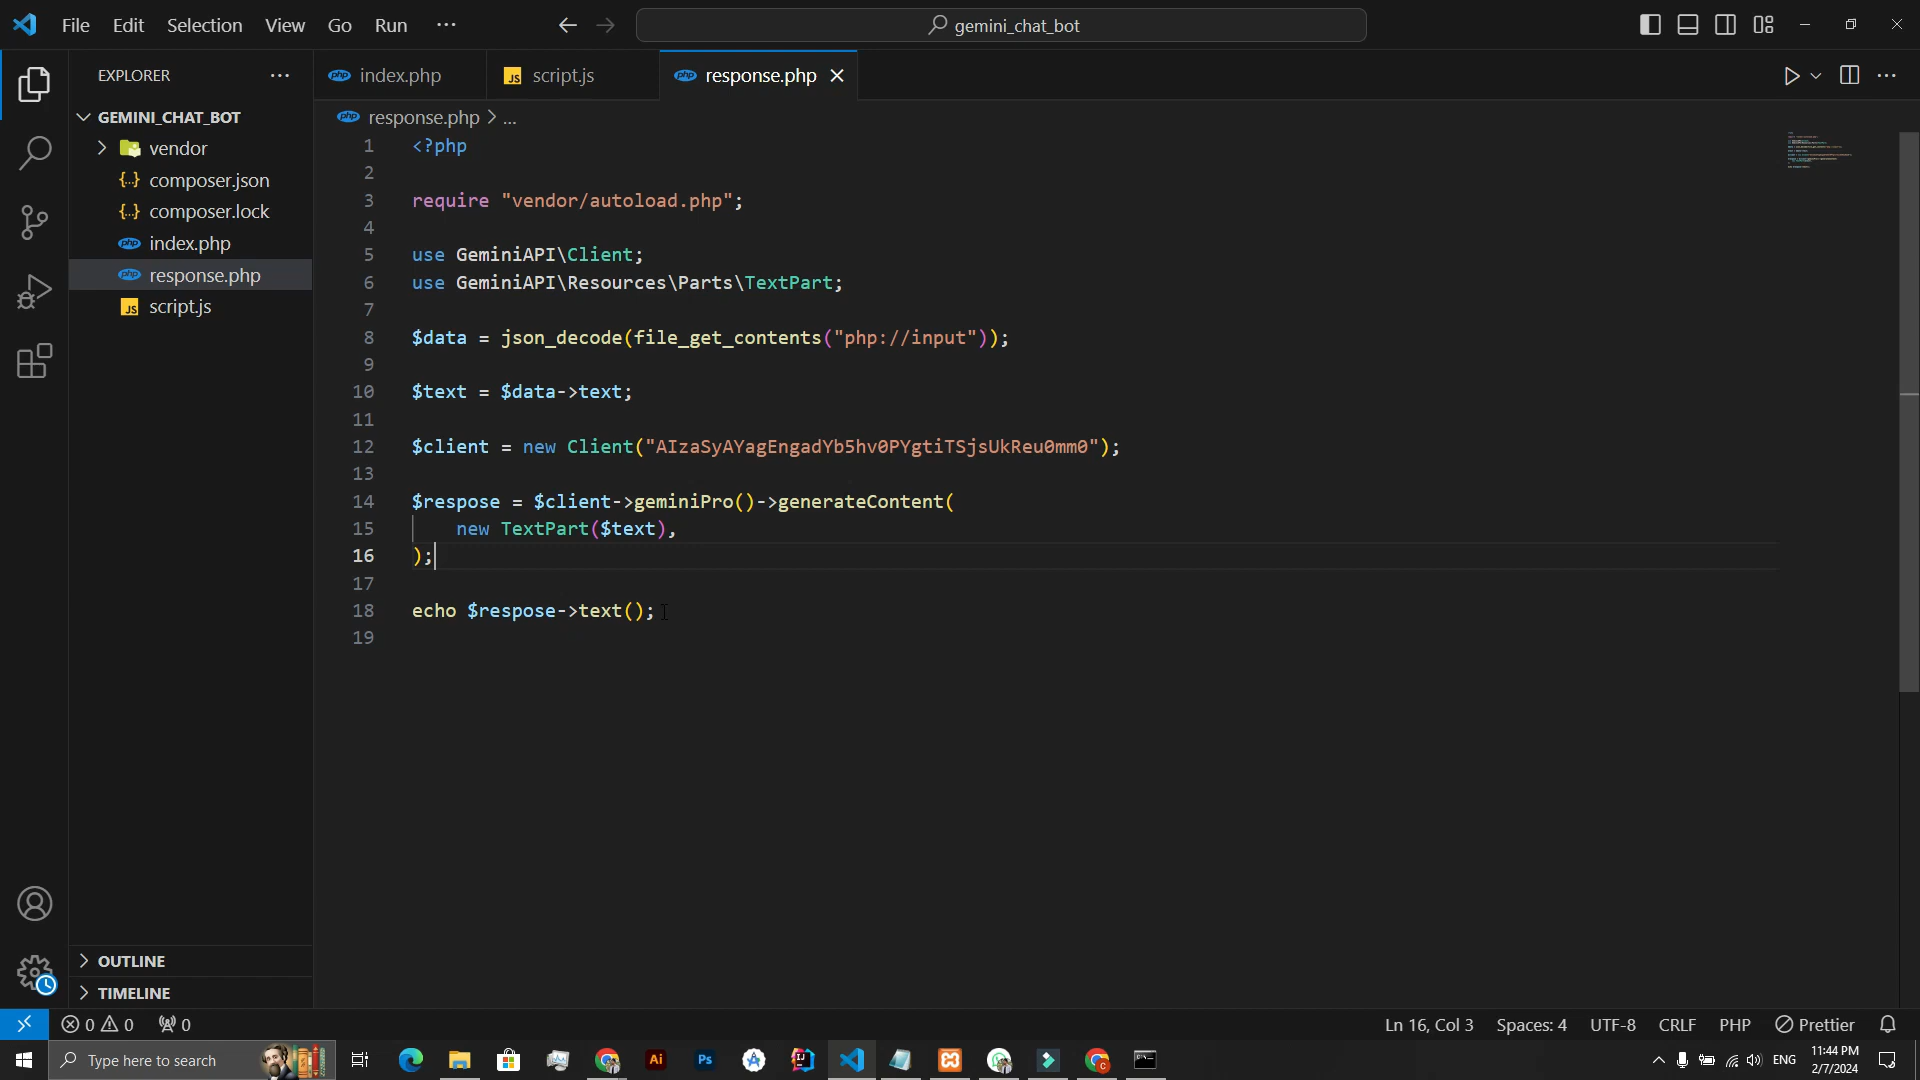 File Edit Selection View Go Run ···
gemini_chat_bot
EXPLORER ···
index.php
JS script.js
response.php
GEMINI_CHAT_BOT
vendor
composer.json
composer.lock
index.php
response.php
JS script.js
response.php > ...
1 <?php
2
3 require "vendor/autoload.php";
4
5 use GeminiAPI\Client;
6 use GeminiAPI\Resources\Parts\TextPart;
7
8 $data = json_decode(file_get_contents("php://input"));
9
10 $text = $data->text;
11
12 $client = new Client("AIzaSyAYagEngadYb5hv0PYgtiTSjsUkReu0mm0");
13
14 $respose = $client->geminiPro()->generateContent(
15 new TextPart($text),
16 );
17
18 echo $respose->text();
19
OUTLINE
TIMELINE
0 0 0
Ln 16, Col 3 Spaces: 4 UTF-8 CRLF PHP Prettier
Type here to search
Ai Ps
ENG
11:44 PM
2/7/2024